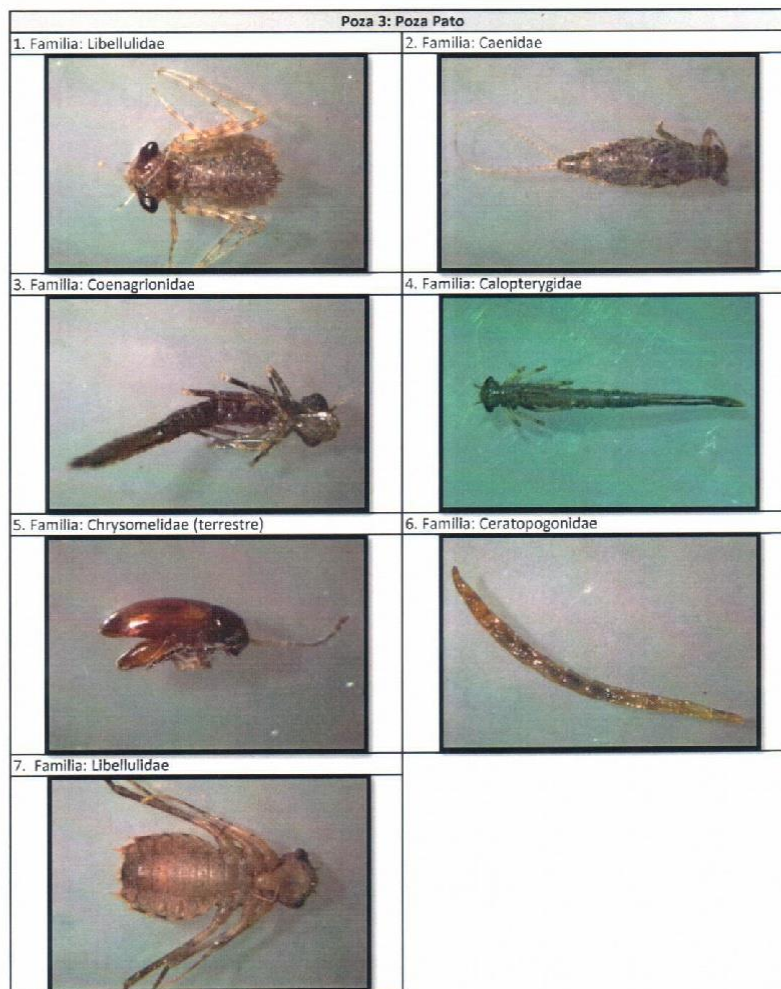 Poza 3: Poza Pato
1. Familia: Libellulidae
2. Familia: Caenidae
3. Familia: Coenagrionidae
4. Familia: Calopterygidae
5. Familia: Chrysomelidae (terrestre)
6. Familia: Ceratopogonidae
7. Familia: Libellulidae